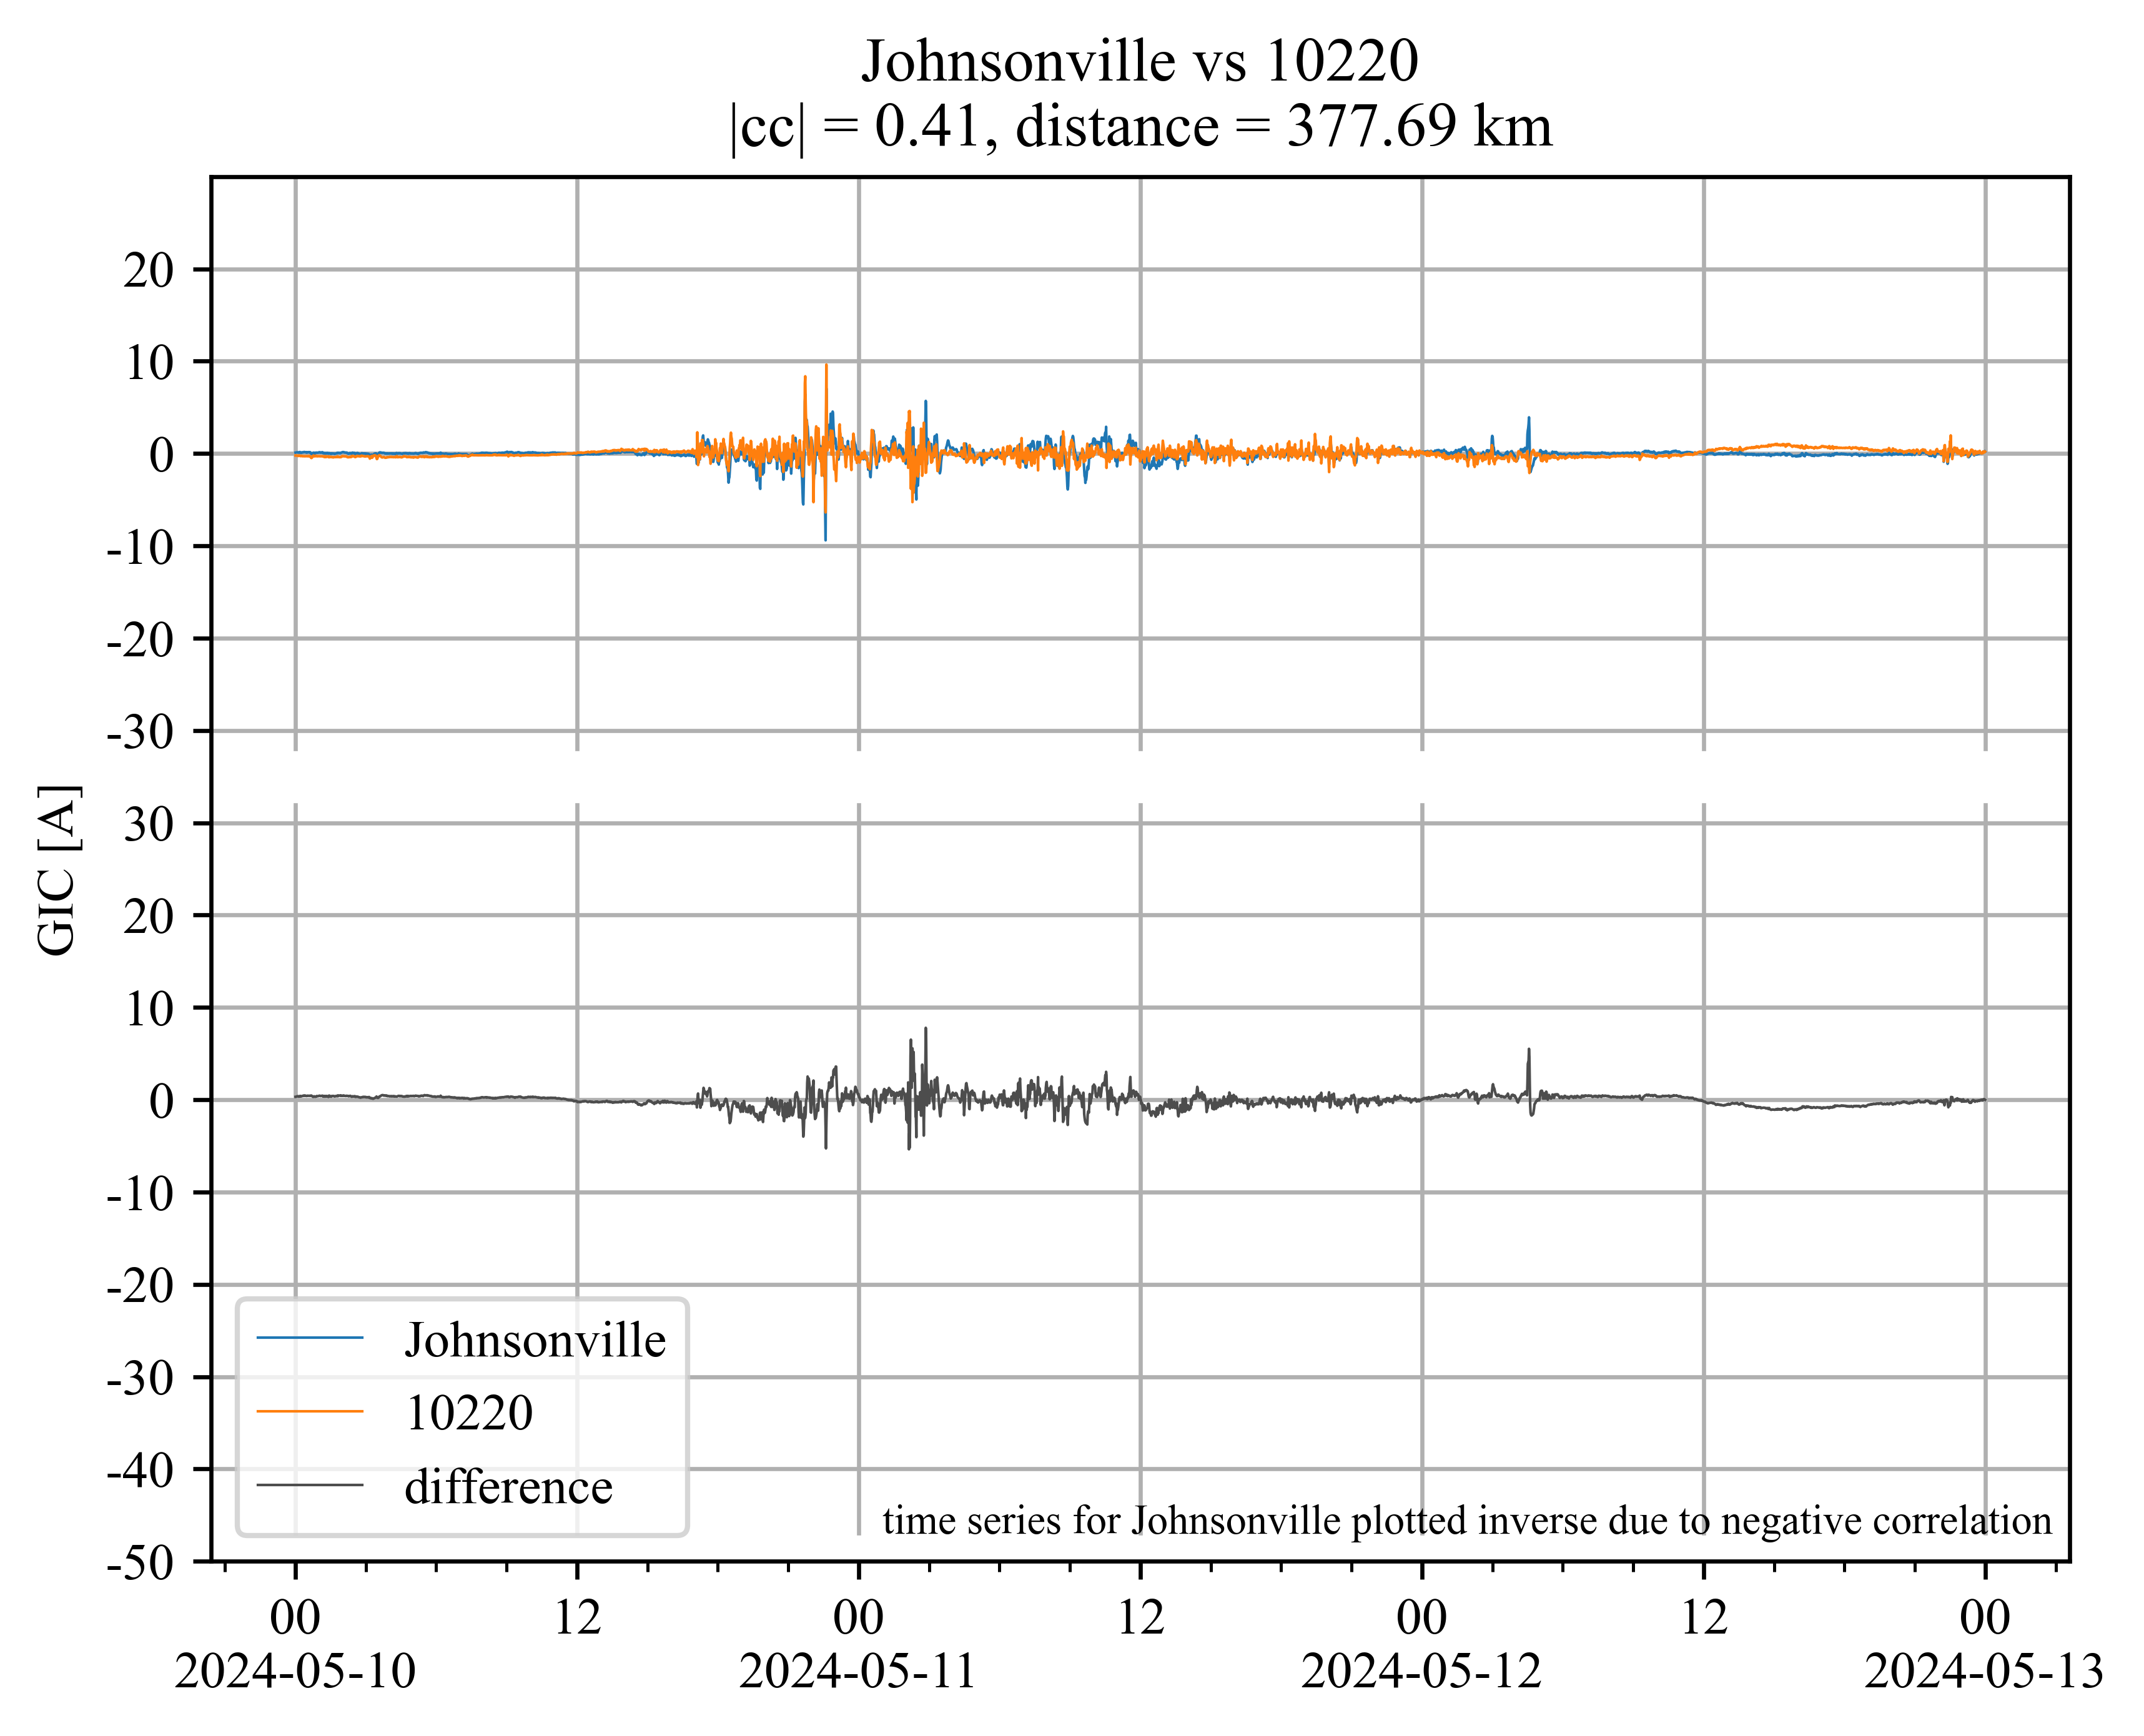 Johnsonville vs 10220
|cc| = 0.41, distance = 377.69 km
GIC [A]
20
10
0
-10
-20
-30
30
20
10
0
-10
-20
-30
-40
-50
Johnsonville
10220
difference
time series for Johnsonville plotted inverse due to negative correlation
00 12 00 12 00 12 00
2024-05-10 2024-05-11 2024-05-12 2024-05-13